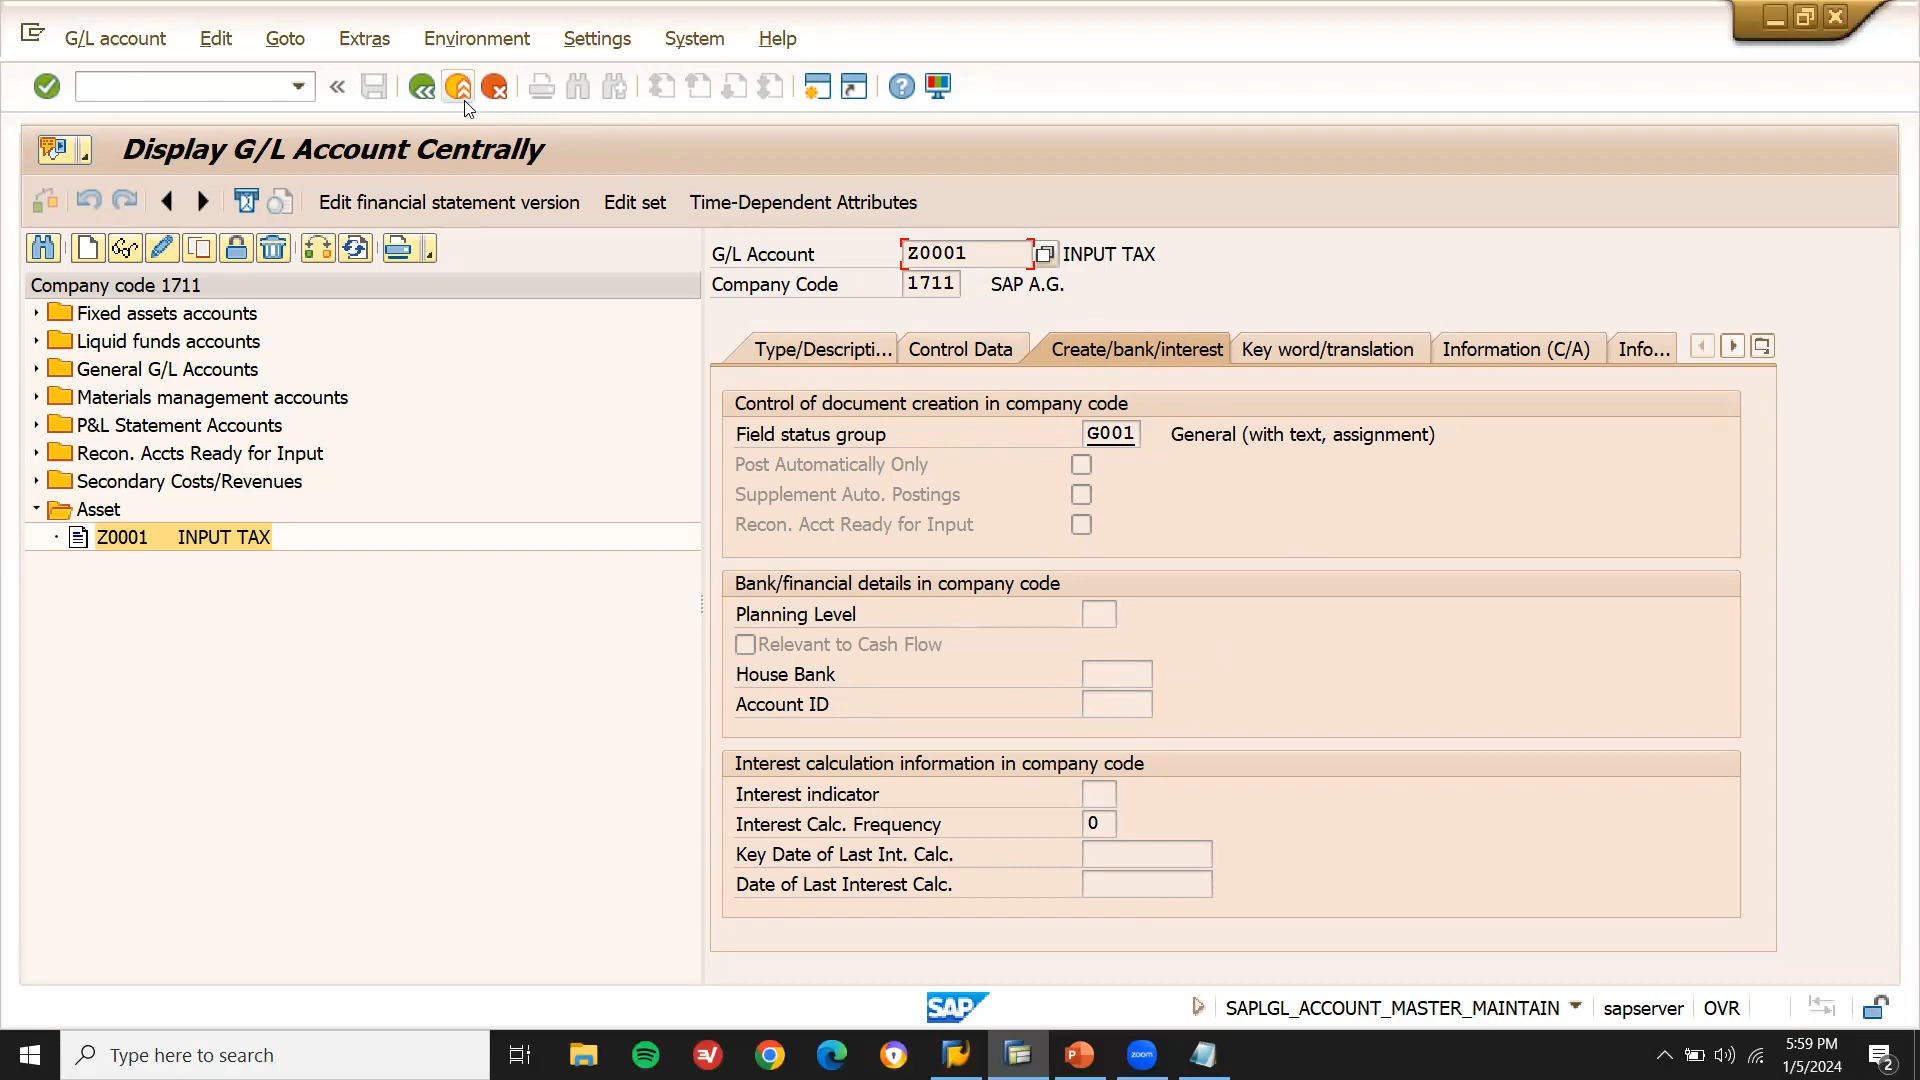 G/L account Edit Goto Extras Environment Settings System Help
Display G/L Account Centrally
Edit financial statement version Edit set Time-Dependent Attributes
Company code 1711
Fixed assets accounts
Liquid funds accounts
General G/L Accounts
Materials management accounts
P&L Statement Accounts
Recon. Accts Ready for Input
Secondary Costs/Revenues
Asset
Z0001 INPUT TAX
G/L Account Z0001 INPUT TAX
Company Code 1711 SAP A.G.
Type/Descripti... Control Data Create/bank/interest Key word/translation Information (C/A) Info...
Control of document creation in company code
Field status group G001 General (with text, assignment)
Post Automatically Only
Supplement Auto. Postings
Recon. Acct Ready for Input
Bank/financial details in company code
Planning Level
Relevant to Cash Flow
House Bank
Account ID
Interest calculation information in company code
Interest indicator
Interest Calc. Frequency 0
Key Date of Last Int. Calc.
Date of Last Interest Calc.
SAP SAPLGL_ACCOUNT_MASTER_MAINTAIN sapserver OVR
Type here to search
zoom
5:59 PM
1/5/2024
2